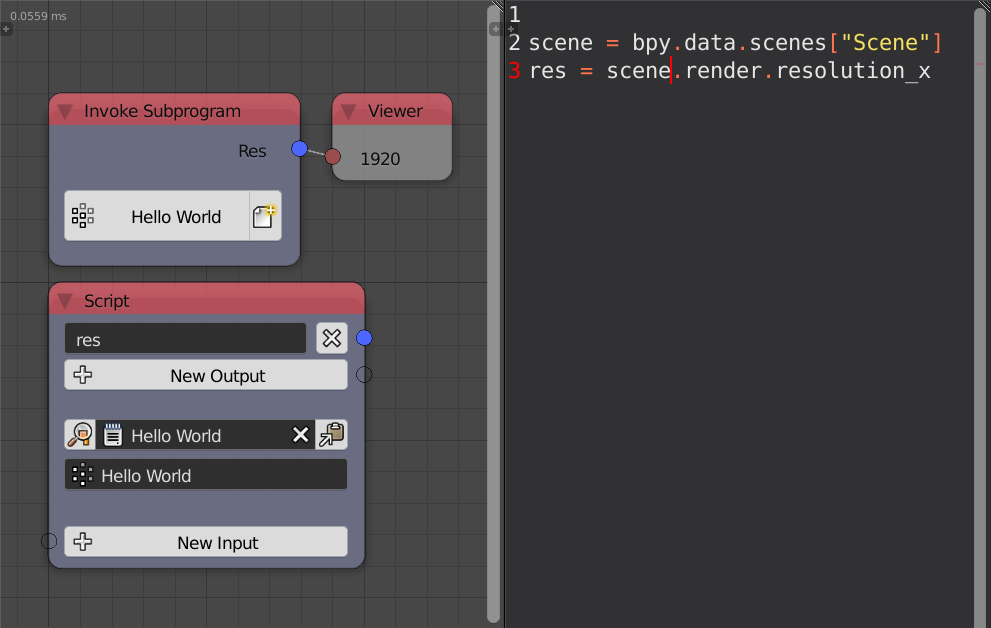 0.0559 ms
Invoke Subprogram
Res
Hello World
Viewer
1920
Script
res
New Output
Hello World
Hello World
New Input
1
2 scene = bpy.data.scenes["Scene"]
3 res = scene.render.resolution_x